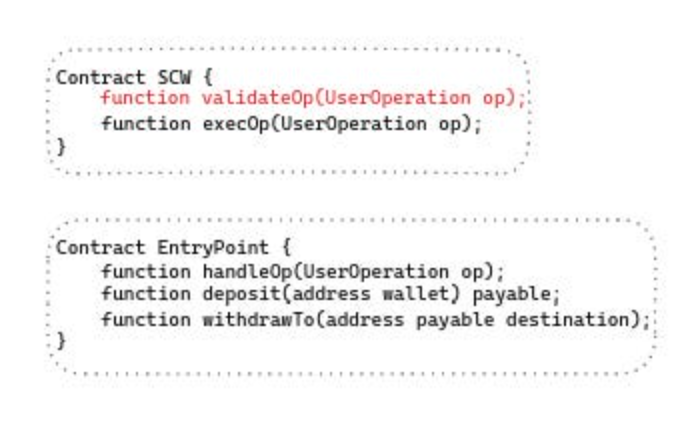 Contract SCW {
function validateOp(UserOperation op);
function execOp(UserOperation op);
}
Contract EntryPoint {
function handleOp(UserOperation op);
function deposit(address wallet) payable;
function withdrawTo(address payable destination);
}